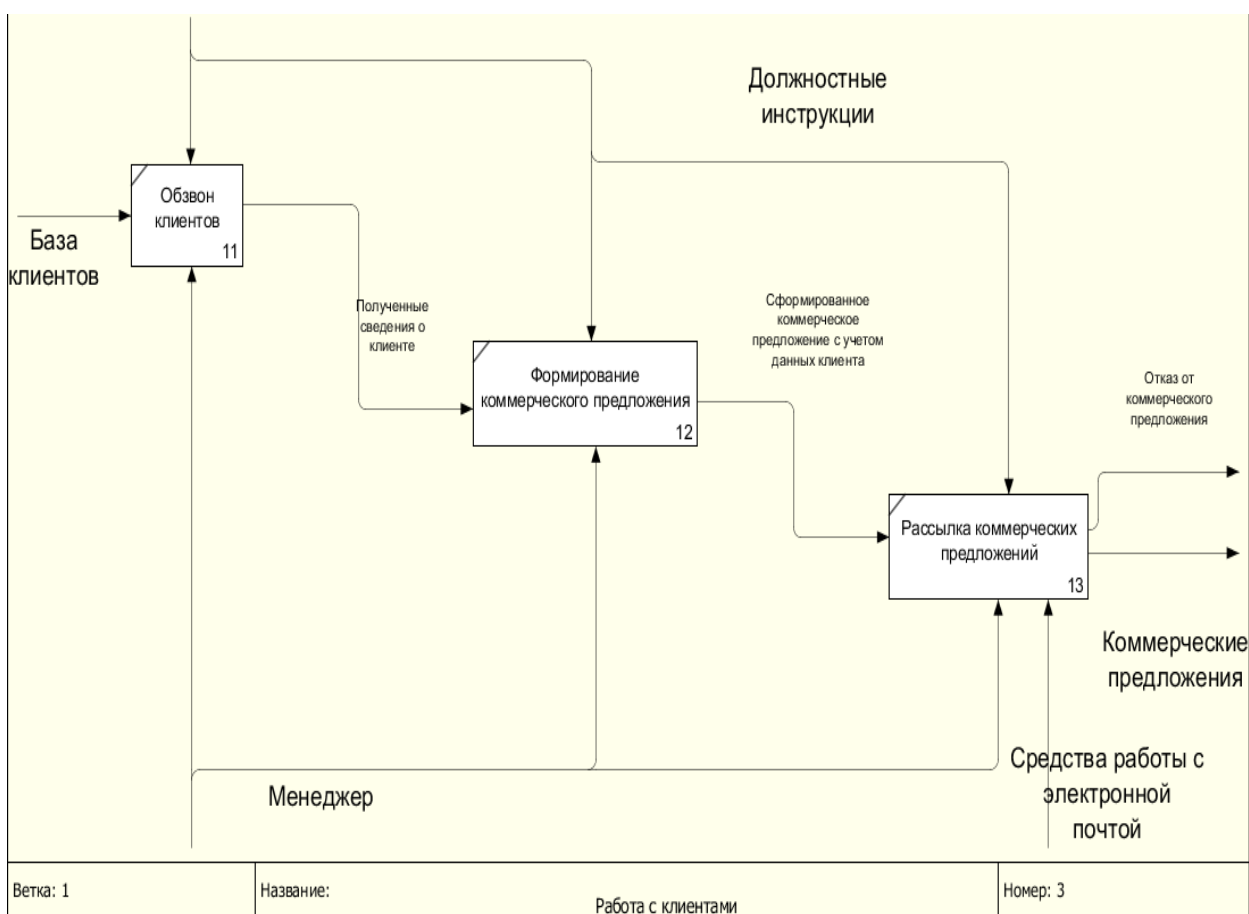 Должностные
инструкции
Обзвон
клиентов
11
База
клиентов
Полученные
сведения о
клиенте
Сформированное
коммерческое
предложение с учетом
данных клиента
Формирование
коммерческого предложения
12
Отказ от
коммерческого
предложения
Рассылка коммерческих
предложений
13
Коммерческие
предложения
Менеджер
Средства работы с
электронной
почтой
Ветка: 1
Название:
Работа с клиентами
Номер: 3